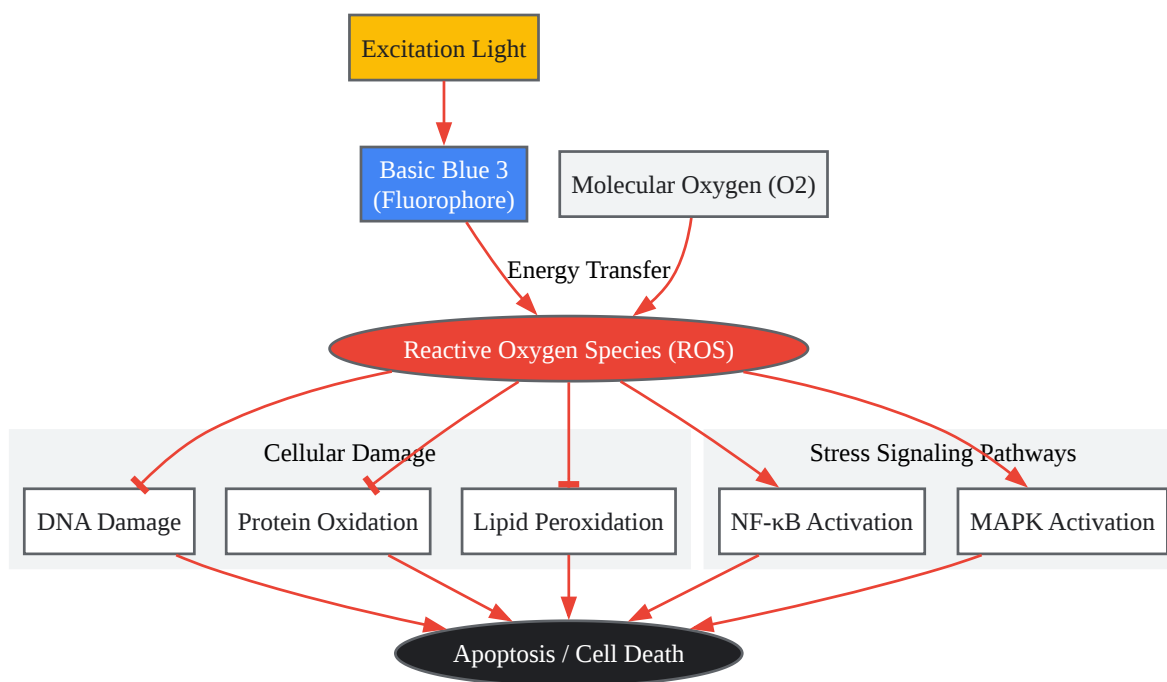 Excitation Light
Basic Blue 3
(Fluorophore)
Molecular Oxygen (O2)
Energy Transfer
Reactive Oxygen Species (ROS)
Cellular Damage
Stress Signaling Pathways
DNA Damage
Protein Oxidation
Lipid Peroxidation
NF-κB Activation
MAPK Activation
Apoptosis / Cell Death